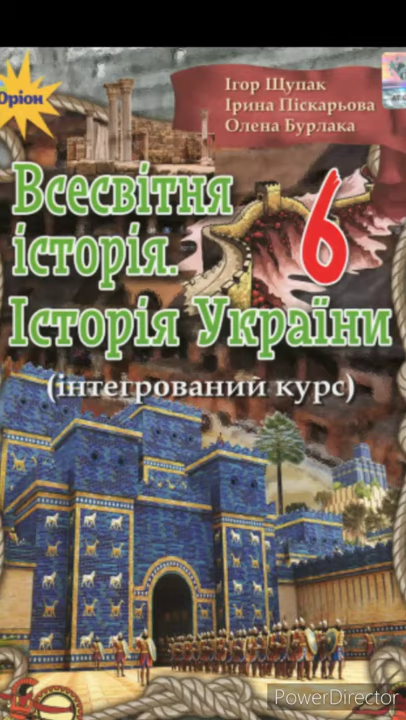 Оріон
Ігор Щупак
Ірина Піскарьова
Олена Бурлака
Всесвітня
історія.
6
Історія України
(інтегрований курс)
PowerDirector